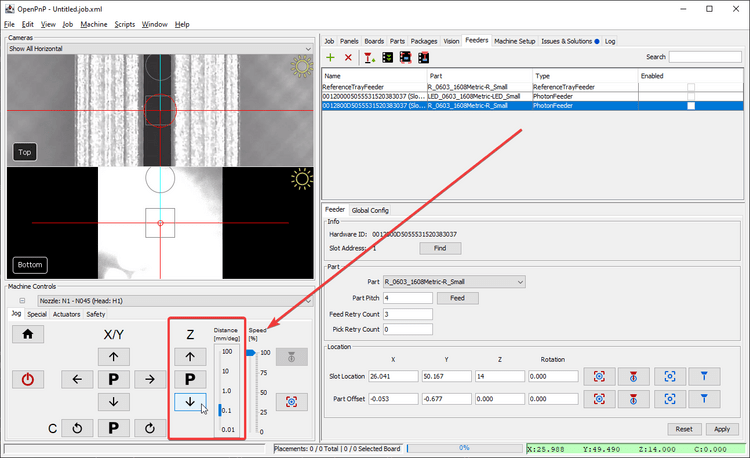 OpenPnP - Untitled.job.xml
File Edit View Job Machine Scripts Window Help
Cameras
Show All Horizontal
Top
Bottom
Machine Controls
Nozzle: N1 - N045 (Head: H1)
Jog Special Actuators Safety
X/Y
Z
Distance
[mm/deg]
Speed
[%]
100
10
1.0
0.1
0.01
100
75
50
25
0
P
P
C
P
Job Panels Boards Parts Packages Vision Feeders Machine Setup Issues & Solutions Log
Search
Name Part Type Enabled
ReferenceTrayFeeder R_0603_1608Metric-R_Small ReferenceTrayFeeder
00120000505553152038303​7 (Slo... LED_0603_1608Metric-LED_Small PhotonFeeder
0012800D5055531520383037 (Slo... R_0603_1608Metric-R_Small PhotonFeeder
Feeder Global Config
Info
Hardware ID: 0012800D5055531520383037
Slot Address: 1 Find
Part
Part R_0603_1608Metric-R_Small
Part Pitch 4 Feed
Feed Retry Count 3
Pick Retry Count 0
Location
X Y Z Rotation
Slot Location 26.041 50.167 14 0.000
Part Offset -0.053 -0.677 0.000 0.000
Reset Apply
Placements: 0 / 0 Total | 0 / 0 Selected Board 0% X:25.988 Y:49.490 Z:14.000 C:0.000